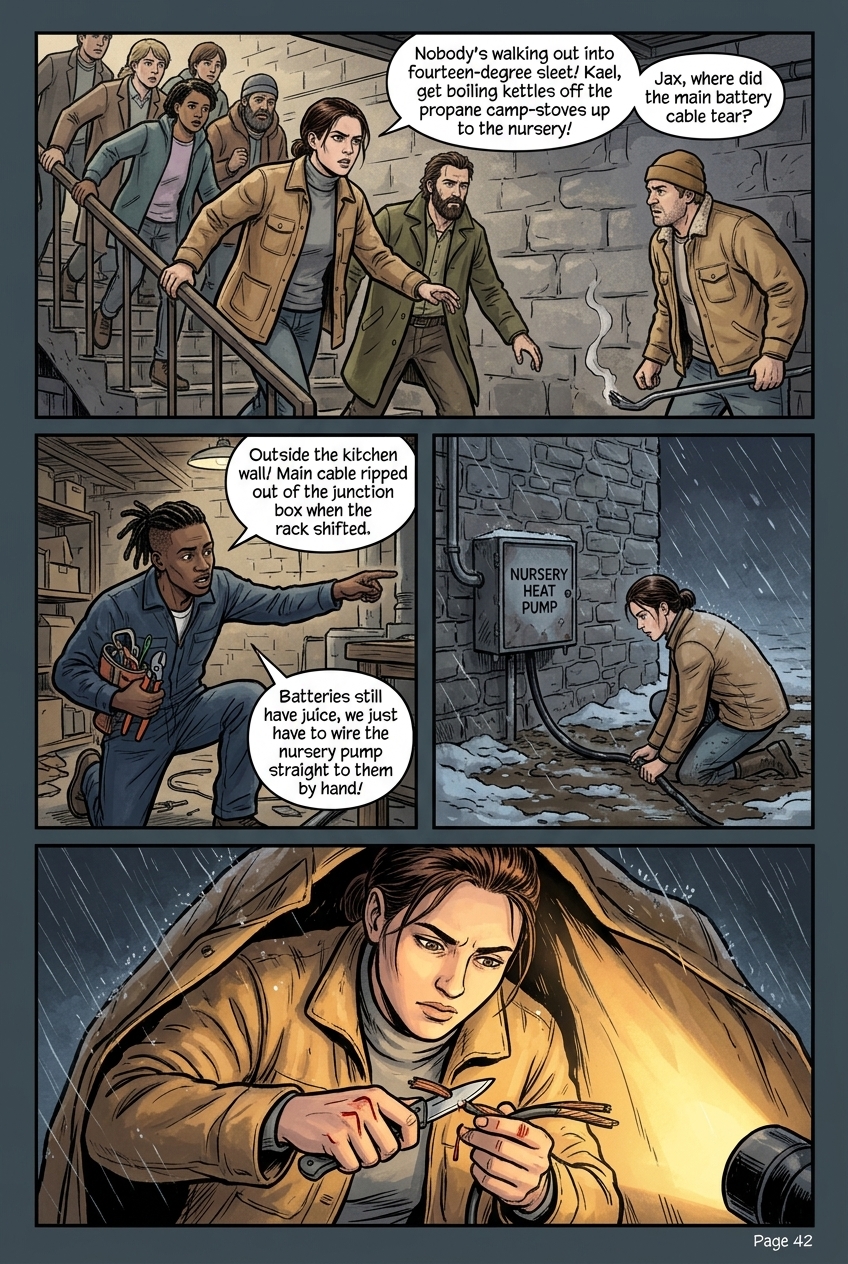 Nobody's walking out into
fourteen-degree sleet! Kael,
get boiling kettles off the
propane camp-stoves up
to the nursery!
Jax, where did
the main battery
cable tear?
Outside the kitchen
wall! Main cable ripped
out of the junction
box when the
rack shifted.
Batteries still
have juice, we just
have to wire the
nursery pump
straight to them
by hand!
NURSERY
HEAT
PUMP
Page 42